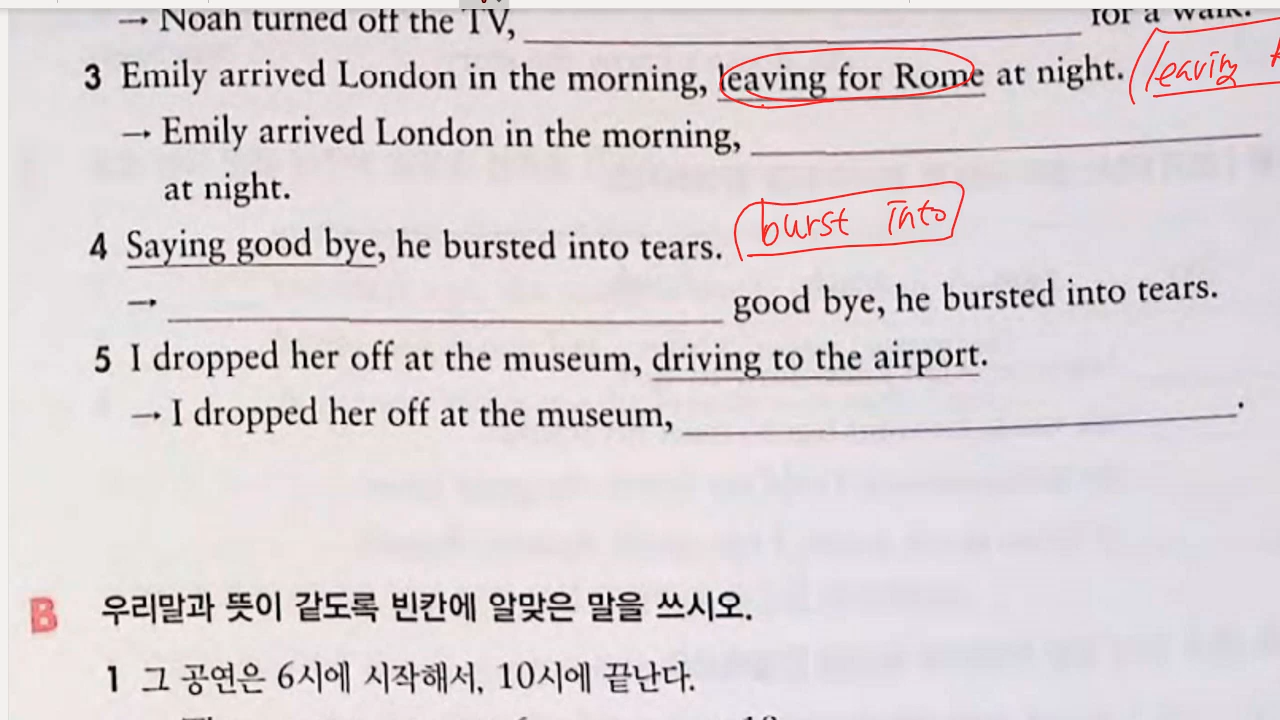 → Noah turned off the TV, for a walk.
3 Emily arrived London in the morning, leaving for Rome at night. leaving
→ Emily arrived London in the morning,
at night.
burst into
4 Saying good bye, he bursted into tears.
→ good bye, he bursted into tears.
5 I dropped her off at the museum, driving to the airport.
→ I dropped her off at the museum, .
B 우리말과 뜻이 같도록 빈칸에 알맞은 말을 쓰시오.
1 그 공연은 6시에 시작해서, 10시에 끝난다.